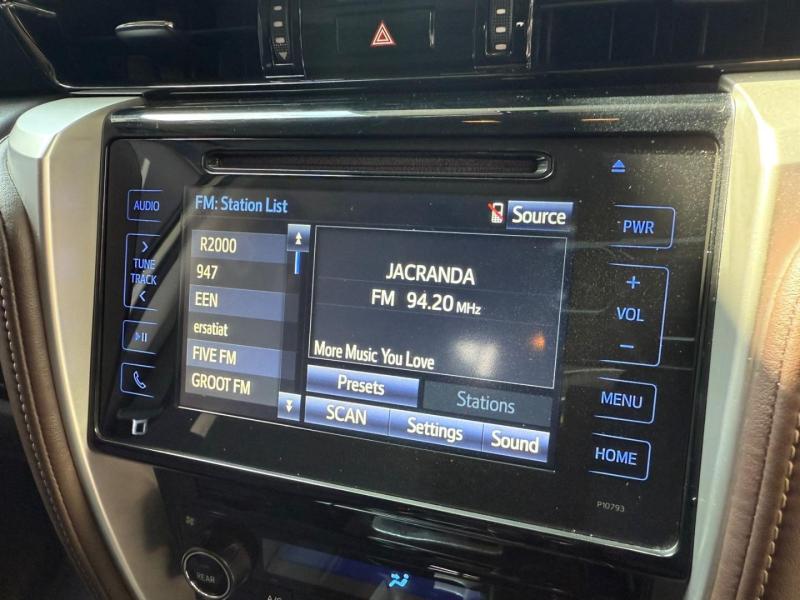 FM: Station List
Source
R2000
947
EEN
ersatiat
FIVE FM
GROOT FM
JACRANDA
FM 94.20 MHz
More Music You Love
Presets
Stations
SCAN
Settings
Sound
AUDIO
TUNE
TRACK
PWR
+
VOL
–
MENU
HOME
P10793
REAR